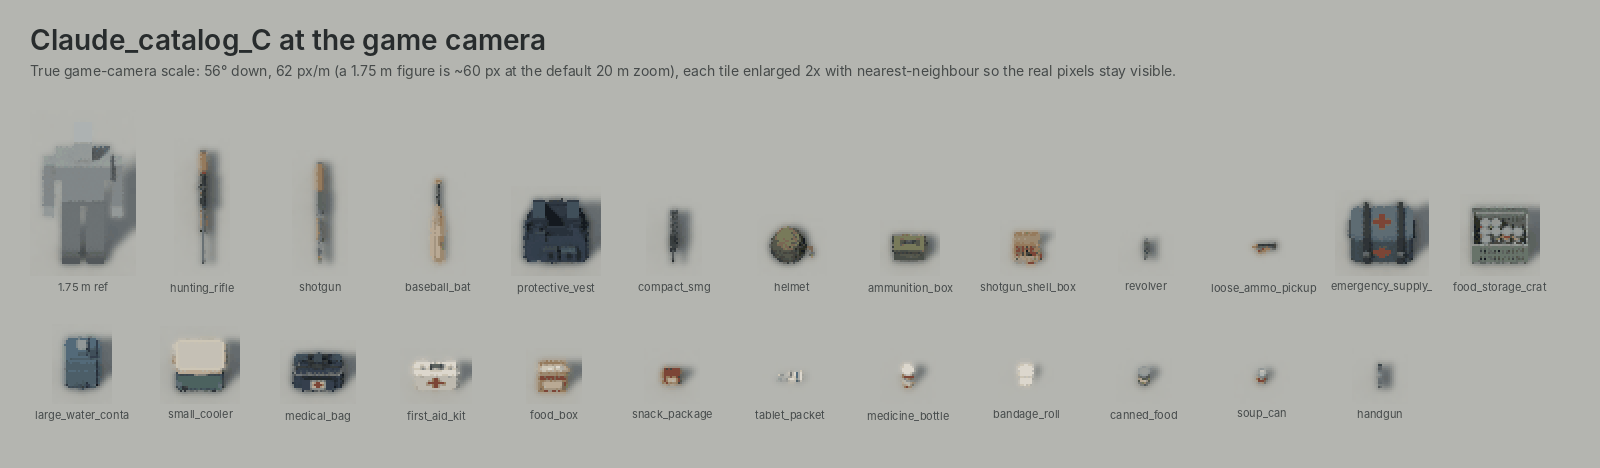 Claude_catalog_C at the game camera
True game-camera scale: 56° down, 62 px/m (a 1.75 m figure is ~60 px at the default 20 m zoom), each tile enlarged 2x with nearest-neighbour so the real pixels stay visible.
1.75 m ref hunting_rifle shotgun baseball_bat protective_vest compact_smg helmet ammunition_box shotgun_shell_box revolver loose_ammo_pickup emergency_supply_ food_storage_crat
large_water_conta small_cooler medical_bag first_aid_kit food_box snack_package tablet_packet medicine_bottle bandage_roll canned_food soup_can handgun